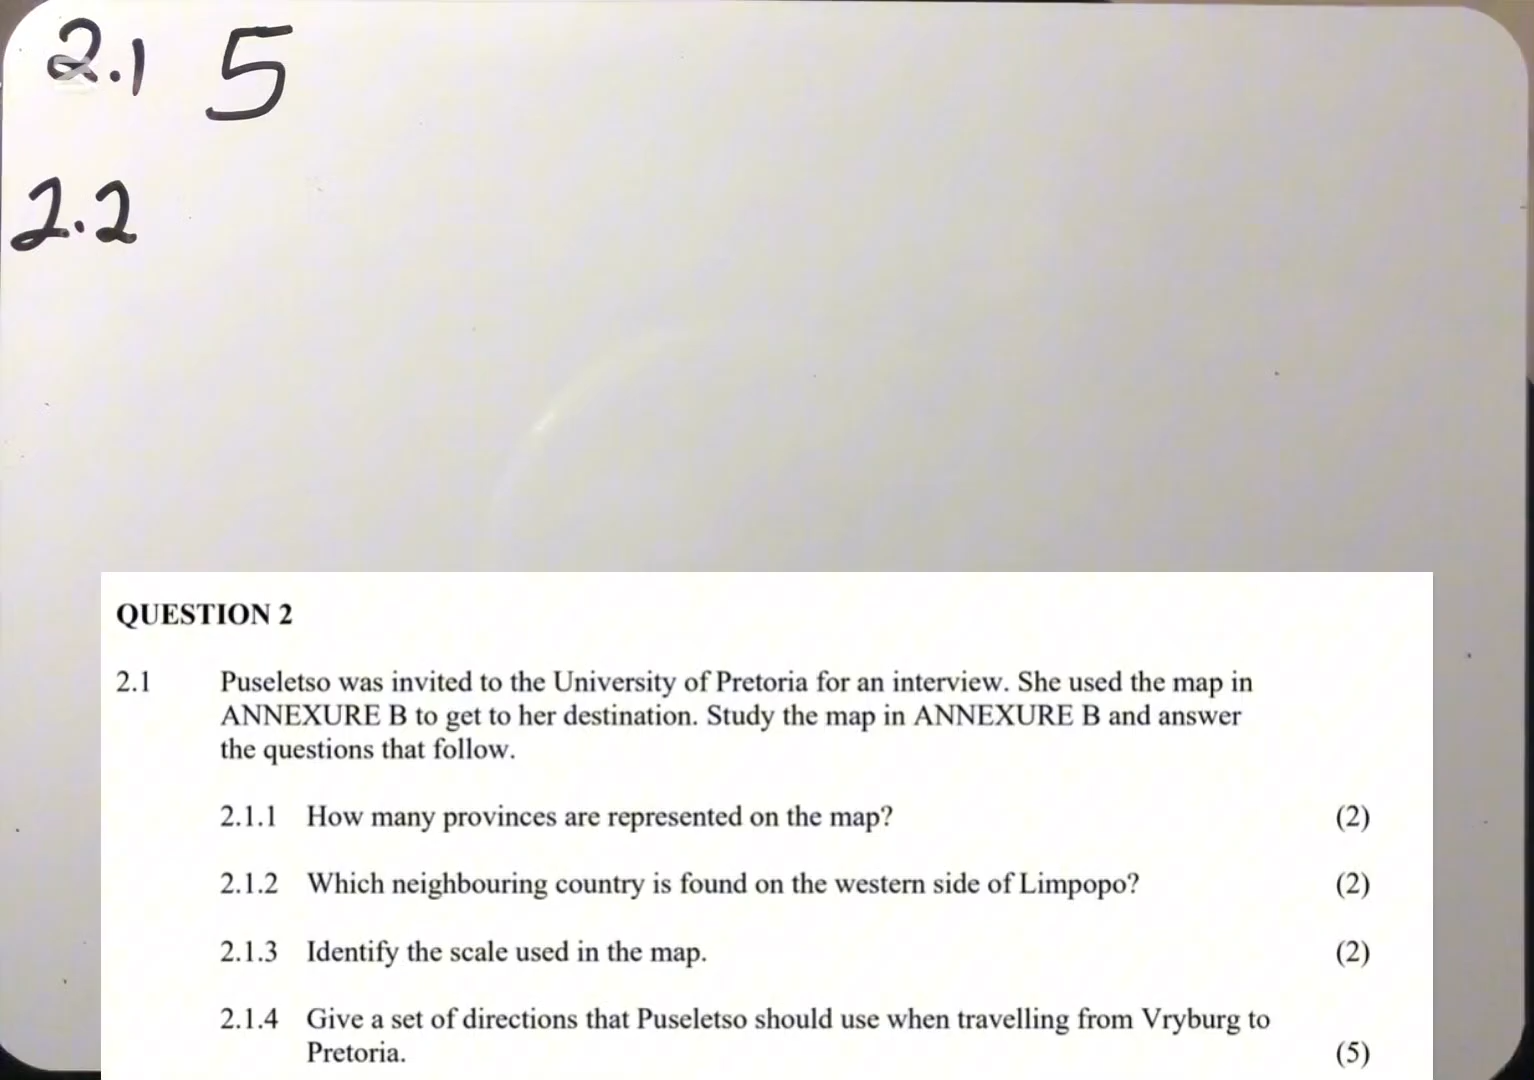 2.1 5
2.2
QUESTION 2
2.1 Puseletso was invited to the University of Pretoria for an interview. She used the map in
ANNEXURE B to get to her destination. Study the map in ANNEXURE B and answer
the questions that follow.
2.1.1 How many provinces are represented on the map? (2)
2.1.2 Which neighbouring country is found on the western side of Limpopo? (2)
2.1.3 Identify the scale used in the map. (2)
2.1.4 Give a set of directions that Puseletso should use when travelling from Vryburg to
Pretoria. (5)